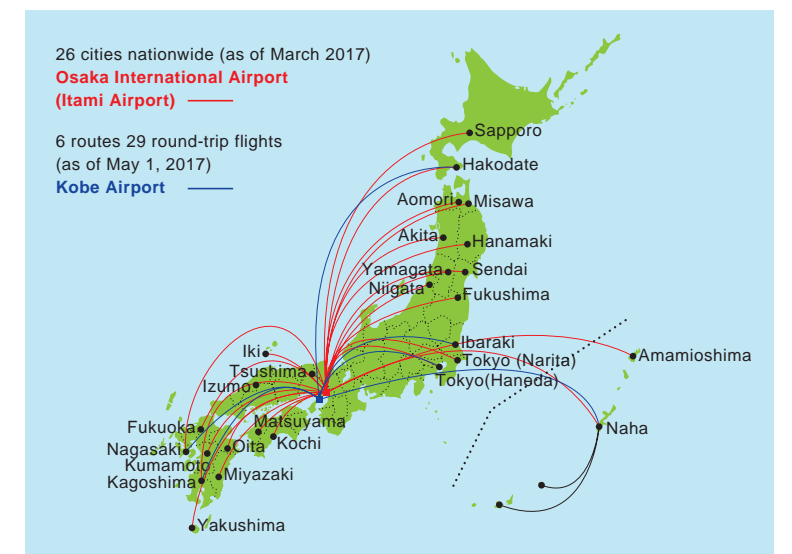 26 cities nationwide (as of March 2017)
Osaka International Airport
(Itami Airport)
6 routes 29 round-trip flights
(as of May 1, 2017)
Kobe Airport
Sapporo
Hakodate
Aomori
Misawa
Akita
Hanamaki
Yamagata
Sendai
Niigata
Fukushima
Ibaraki
Iki
Tokyo (Narita)
Amamioshima
Tsushima
Tokyo(Haneda)
Izumo
Matsuyama
Fukuoka
Naha
Kochi
Nagasaki
Oita
Kumamoto
Miyazaki
Kagoshima
Yakushima